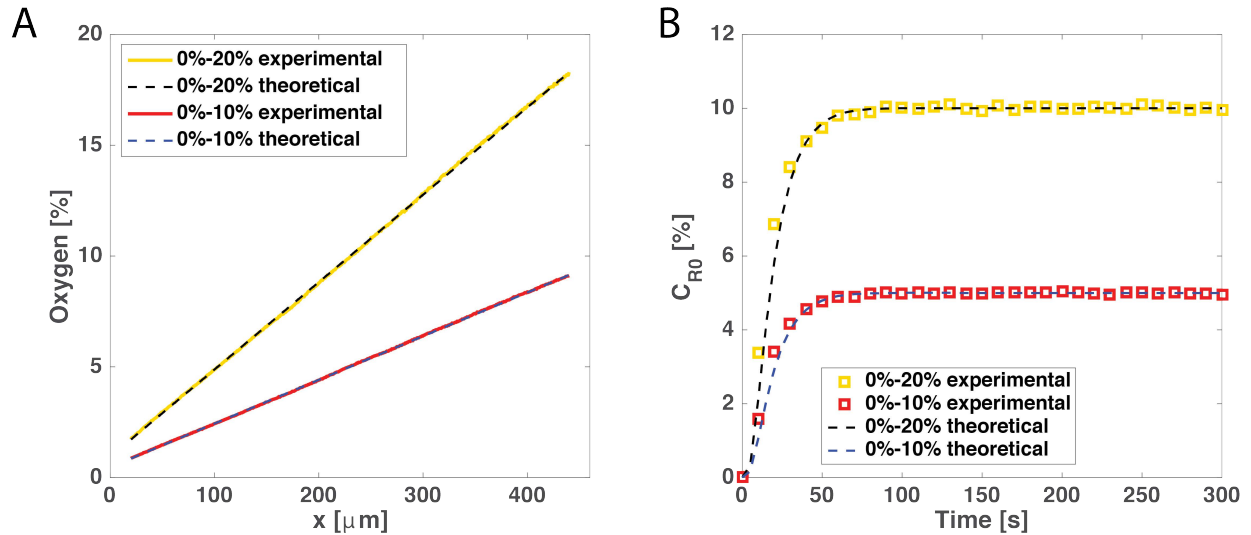 A
20
15
10
5
0
0%-20% experimental
0%-20% theoretical
0%-10% experimental
0%-10% theoretical
Oxygen [%]
0 100 200 300 400
x [μm]
B
12
10
8
6
4
2
0
0%-20% experimental
0%-10% experimental
0%-20% theoretical
0%-10% theoretical
C_R0 [%]
0 50 100 150 200 250 300
Time [s]